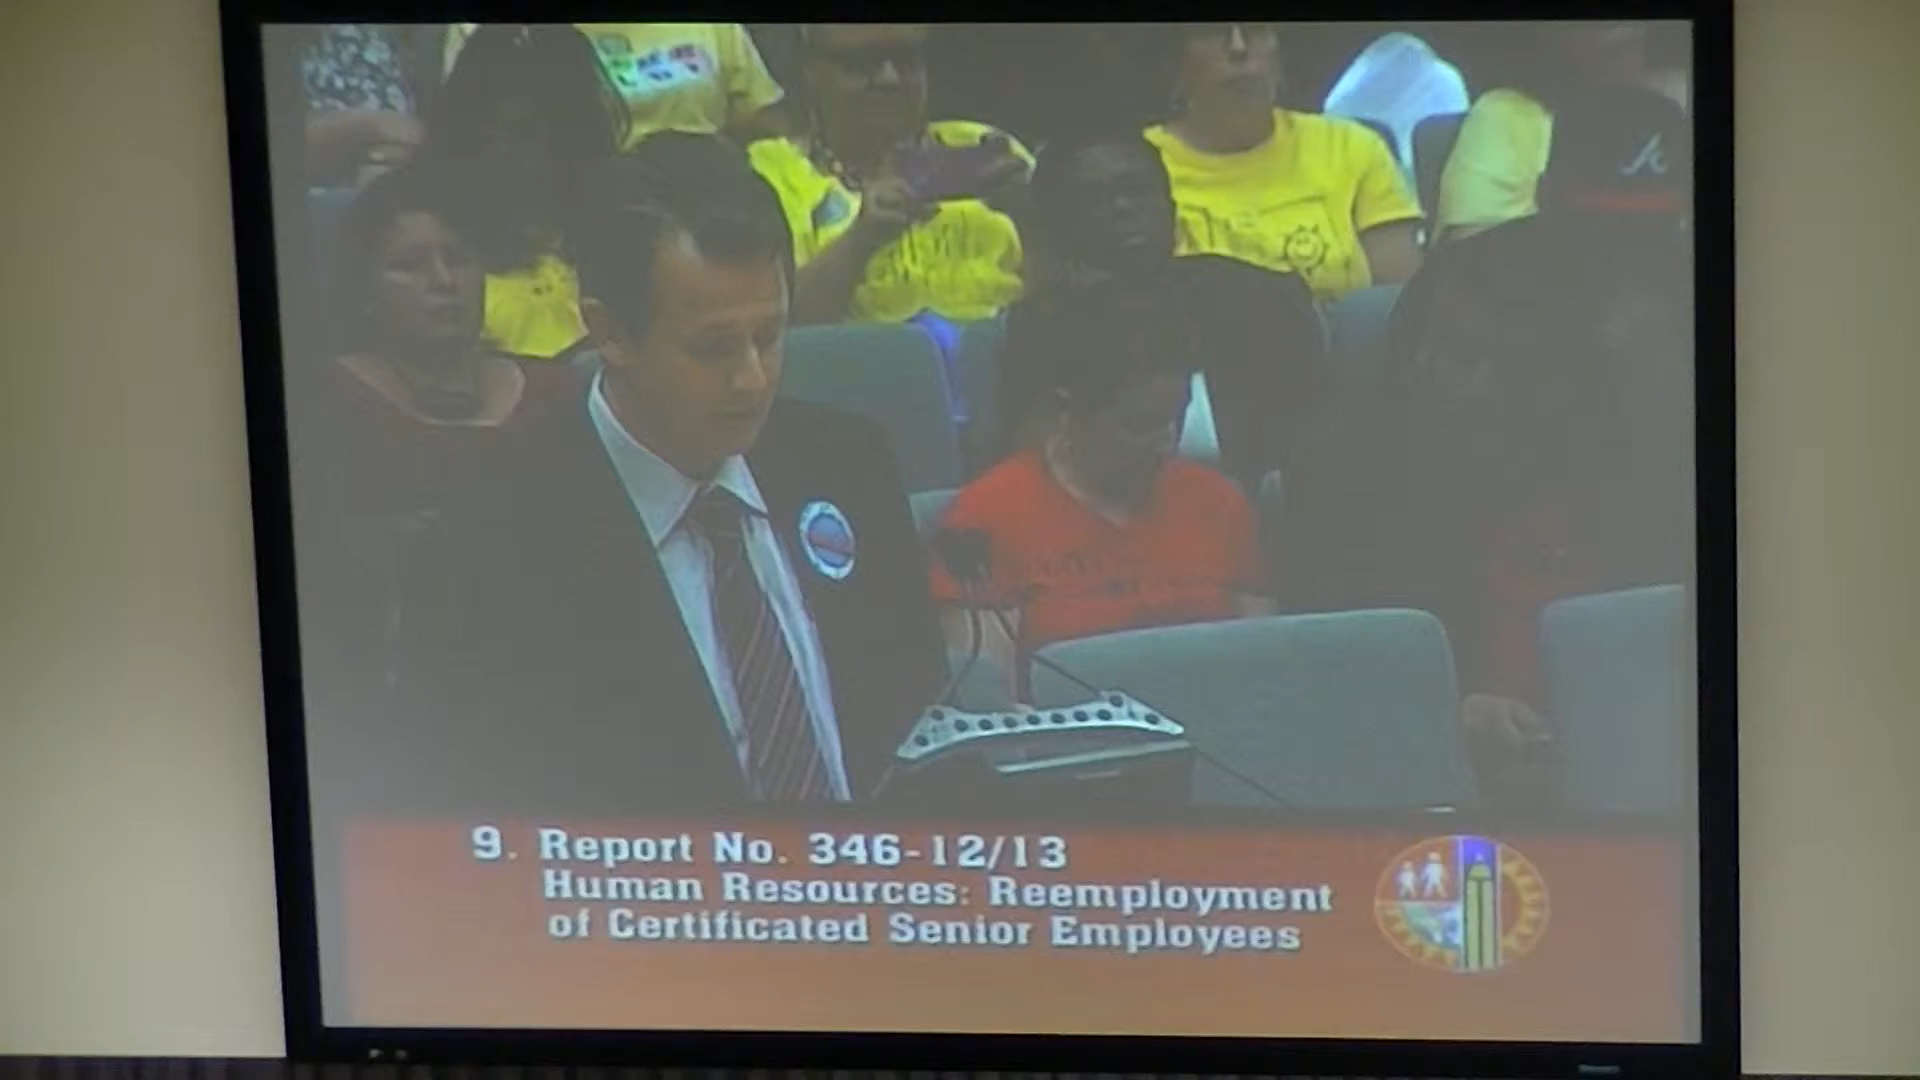 9. Report No. 346-12/13
Human Resources: Reemployment
of Certificated Senior Employees